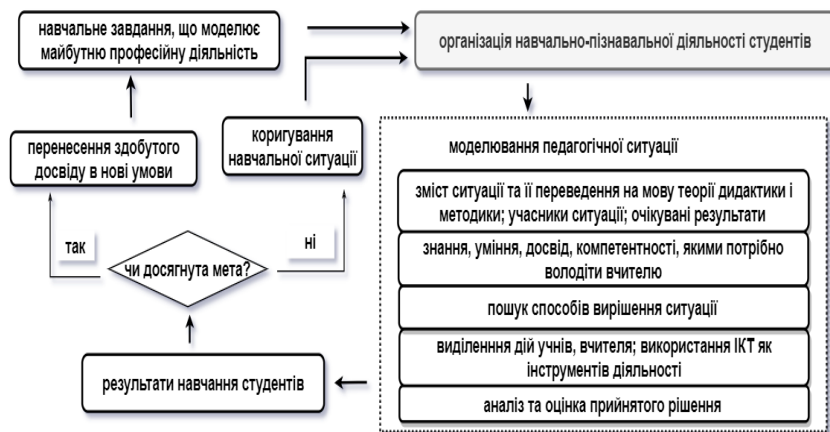 навчальне завдання, що моделює
майбутню професійну діяльність
організація навчально-пізнавальної діяльності студентів
перенесення здобутого
досвіду в нові умови
коригування
навчальної ситуації
моделювання педагогічної ситуації
зміст ситуації та її переведення на мову теорії дидактики і
методики; учасники ситуації; очікувані результати
знання, уміння, досвід, компетентності, якими потрібно
володіти вчителю
пошук способів вирішення ситуації
виділенння дій учнів, вчителя; використання ІКТ як
інструментів діяльності
аналіз та оцінка прийнятого рішення
так
ні
чи досягнута мета?
результати навчання студентів